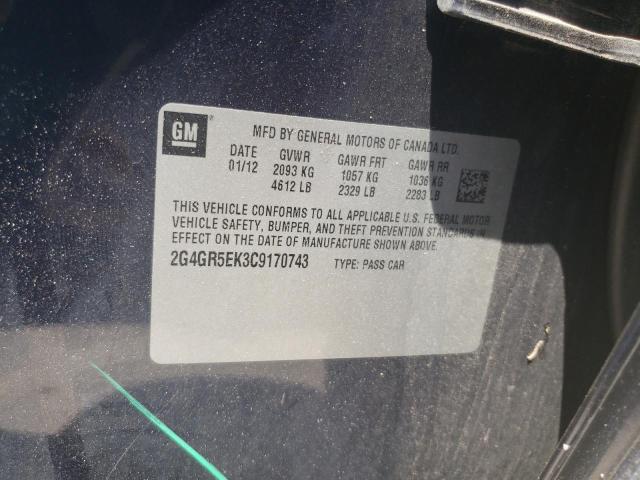 GM ®
MFD BY GENERAL MOTORS OF CANADA LTD.
DATE GVWR GAWR FRT GAWR RR
01/12 2093 KG 1057 KG 1036 KG
4612 LB 2329 LB 2283 LB
THIS VEHICLE CONFORMS TO ALL APPLICABLE U.S. FEDERAL MOTOR
VEHICLE SAFETY, BUMPER, AND THEFT PREVENTION STANDARDS IN
EFFECT ON THE DATE OF MANUFACTURE SHOWN ABOVE.
2G4GR5EK3C9170743 TYPE: PASS CAR